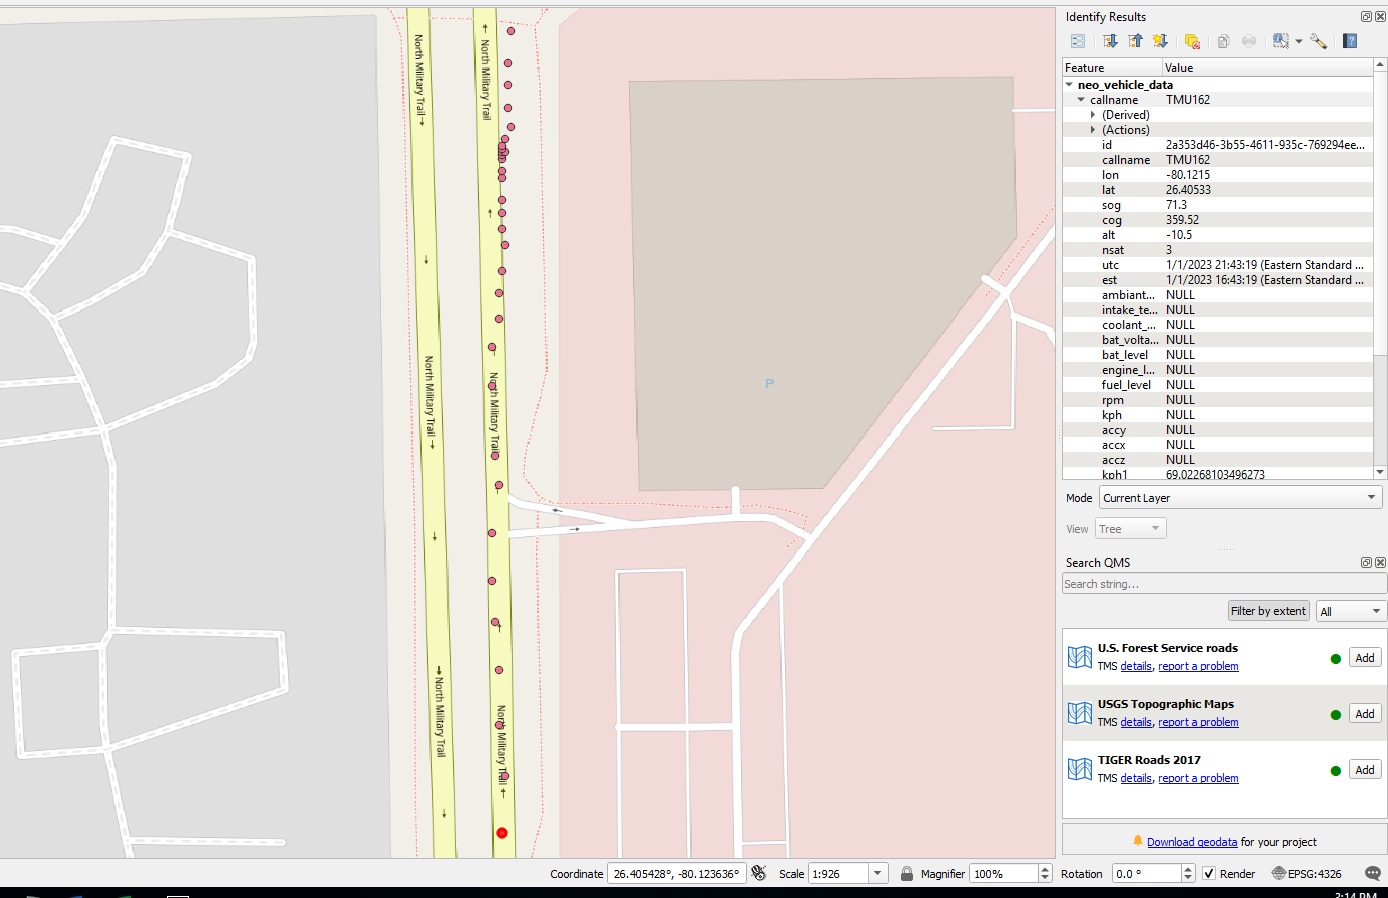 Identify Results
Feature Value
neo_vehicle_data
callname TMU162
(Derived)
(Actions)
id 2a353d46-3b55-4611-935c-769294ee...
callname TMU162
lon -80.1215
lat 26.40533
sog 71.3
cog 359.52
alt -10.5
nsat 3
utc 1/1/2023 21:43:19 (Eastern Standard ...
est 1/1/2023 16:43:19 (Eastern Standard ...
ambiant... NULL
intake_te... NULL
coolant_... NULL
bat_volta... NULL
bat_level NULL
engine_l... NULL
fuel_level NULL
rpm NULL
kph NULL
accy NULL
accx NULL
accz NULL
kph1 69.02268103496273
Mode Current Layer
View Tree
Search QMS
Search string...
Filter by extent All
U.S. Forest Service roads
TMS details, report a problem Add
USGS Topographic Maps
TMS details, report a problem Add
TIGER Roads 2017
TMS details, report a problem Add
Download geodata for your project
North Military Trail
North Military Trail
North Military Trail
North Military Trail
North Military Trail
North Military Trail
P
Coordinate 26.405428°, -80.123636° Scale 1:926 Magnifier 100% Rotation 0.0 ° Render EPSG:4326
3:14 PM